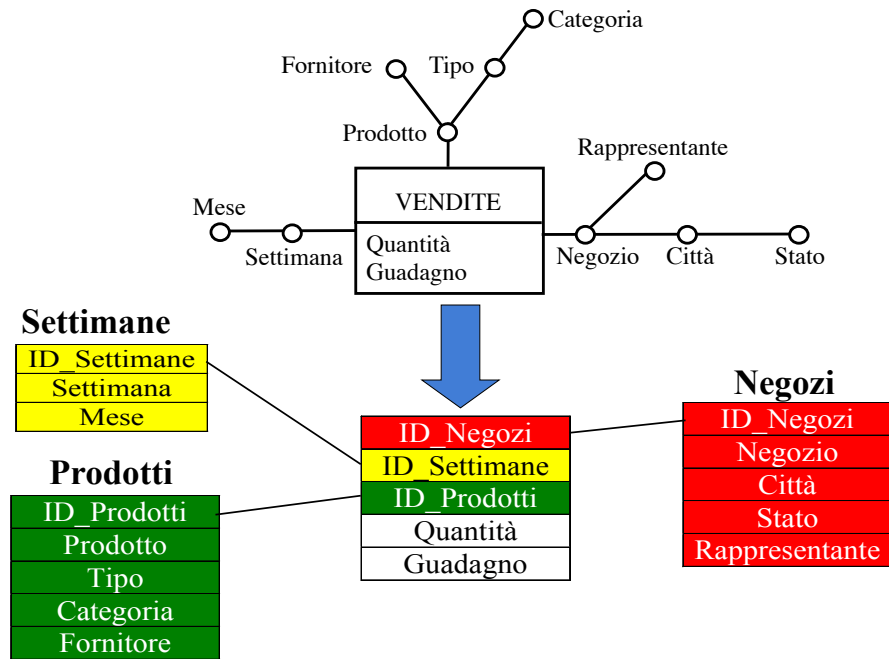 Categoria
Fornitore
Tipo
Prodotto
Rappresentante
VENDITE
Mese
Settimana
Quantità
Guadagno
Negozio
Città
Stato
Settimane
ID_Settimane
Settimana
Mese
Prodotti
ID_Prodotti
Prodotto
Tipo
Categoria
Fornitore
ID_Negozi
ID_Settimane
ID_Prodotti
Quantità
Guadagno
Negozi
ID_Negozi
Negozio
Città
Stato
Rappresentante